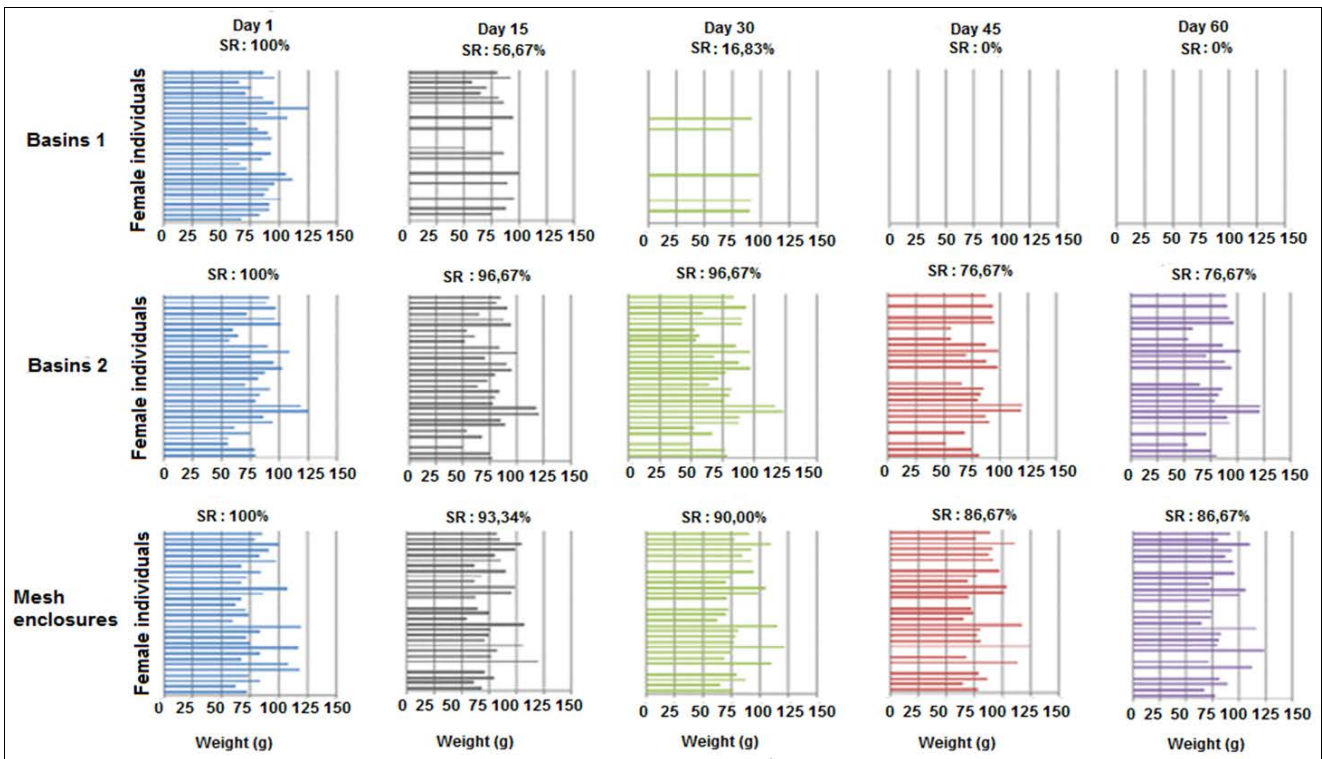 Day 1 Day 15 Day 30 Day 45 Day 60
SR: 100% SR: 56,67% SR: 16,83% SR: 0% SR: 0%
Basins 1
Female individuals
0 25 50 75 100 125 150 0 25 50 75 100 125 150 0 25 50 75 100 125 150 0 25 50 75 100 125 150 0 25 50 75 100 125 150
SR: 100% SR: 96,67% SR: 96,67% SR: 76,67% SR: 76,67%
Basins 2
Female individuals
0 25 50 75 100 125 150 0 25 50 75 100 125 150 0 25 50 75 100 125 150 0 25 50 75 100 125 150 0 25 50 75 100 125 150
SR: 100% SR: 93,34% SR: 90,00% SR: 86,67% SR: 86,67%
Mesh
enclosures
Female individuals
0 25 50 75 100 125 150 0 25 50 75 100 125 150 0 25 50 75 100 125 150 0 25 50 75 100 125 150 0 25 50 75 100 125 150
Weight (g) Weight (g) Weight (g) Weight (g) Weight (g)